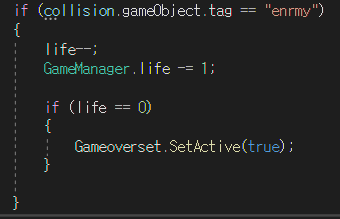 if (collision.gameObject.tag == "enrmy")
{
life--;
GameManager.life -= 1;
if (life == 0)
{
Gameoverset.SetActive(true);
}
}